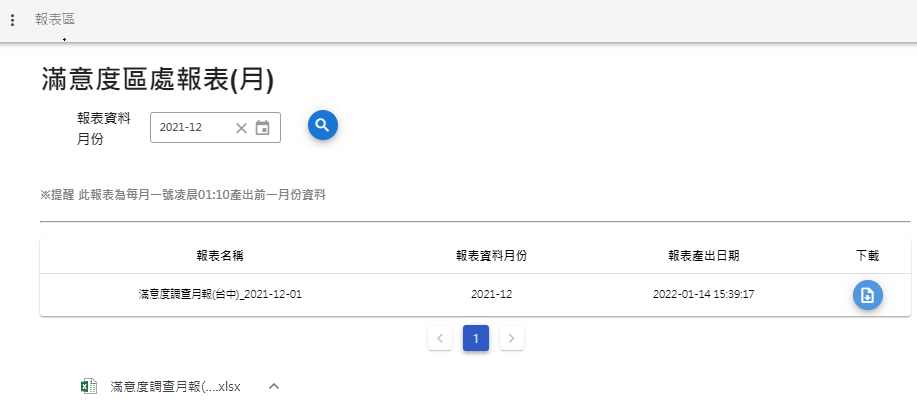 報表區
滿意度區處報表(月)
報表資料
月份
2021-12
※提醒 此報表為每月一號凌晨01:10產出前一月份資料
報表名稱 報表資料月份 報表產出日期 下載
滿意度調查月報(台中)_2021-12-01 2021-12 2022-01-14 15:39:17
1
滿意度調查月報(....xlsx